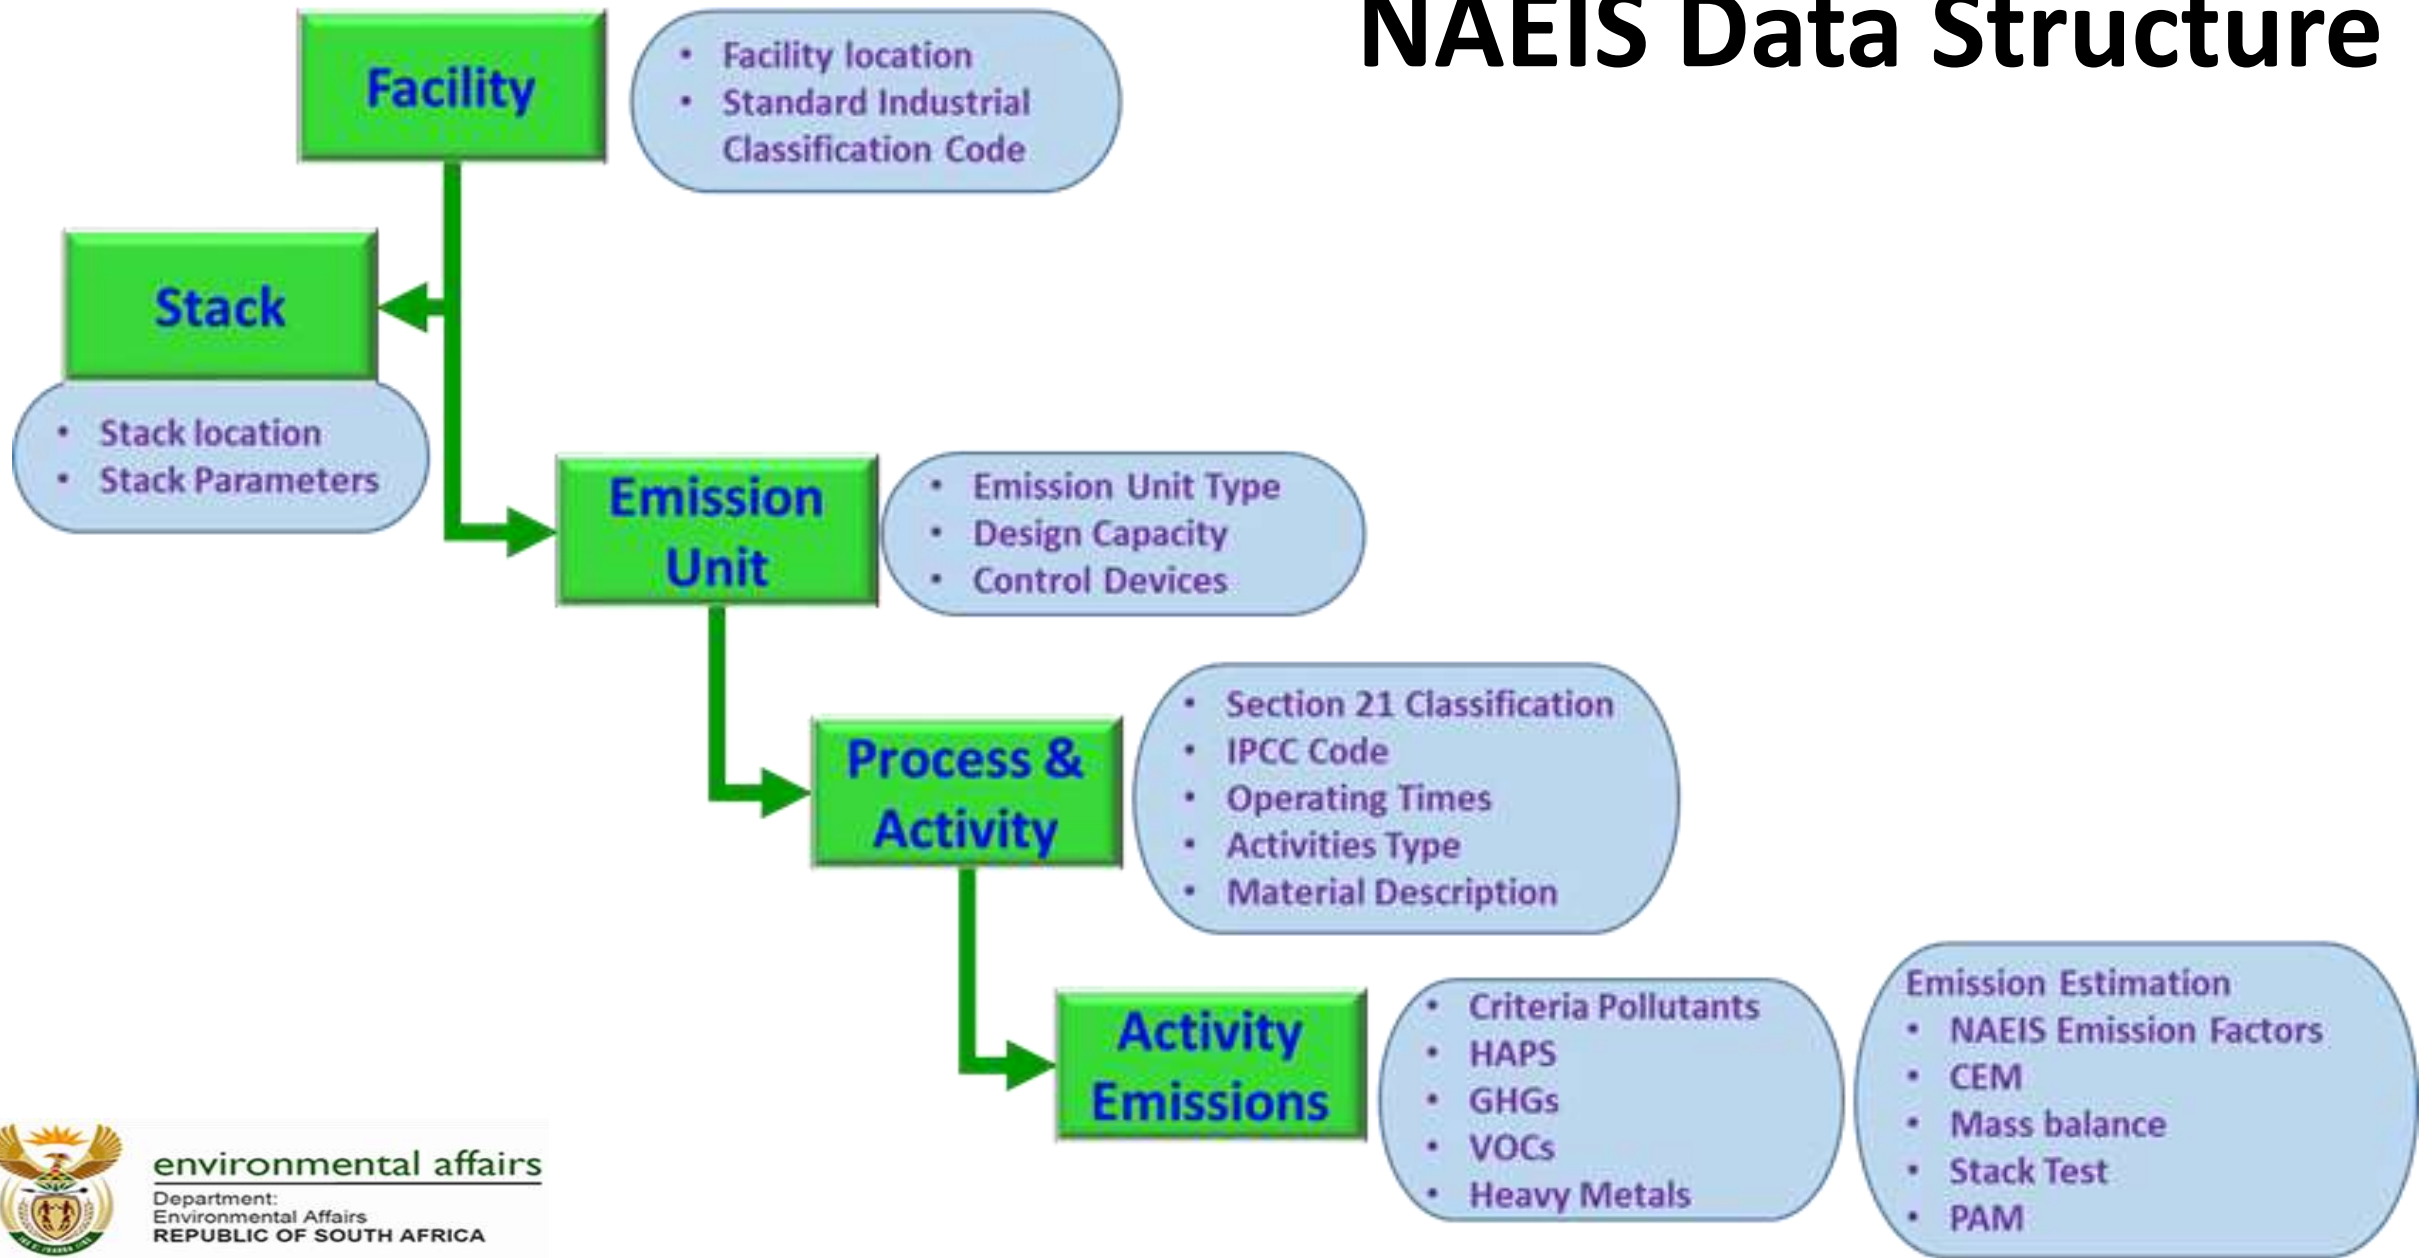 NAEIS Data Structure
Facility
• Facility location
• Standard Industrial
Classification Code
Stack
• Stack location
• Stack Parameters
Emission
Unit
• Emission Unit Type
• Design Capacity
• Control Devices
Process &
Activity
• Section 21 Classification
• IPCC Code
• Operating Times
• Activities Type
• Material Description
Activity
Emissions
• Criteria Pollutants
• HAPS
• GHGs
• VOCs
• Heavy Metals
Emission Estimation
• NAEIS Emission Factors
• CEM
• Mass balance
• Stack Test
• PAM
environmental affairs
Department:
Environmental Affairs
REPUBLIC OF SOUTH AFRICA